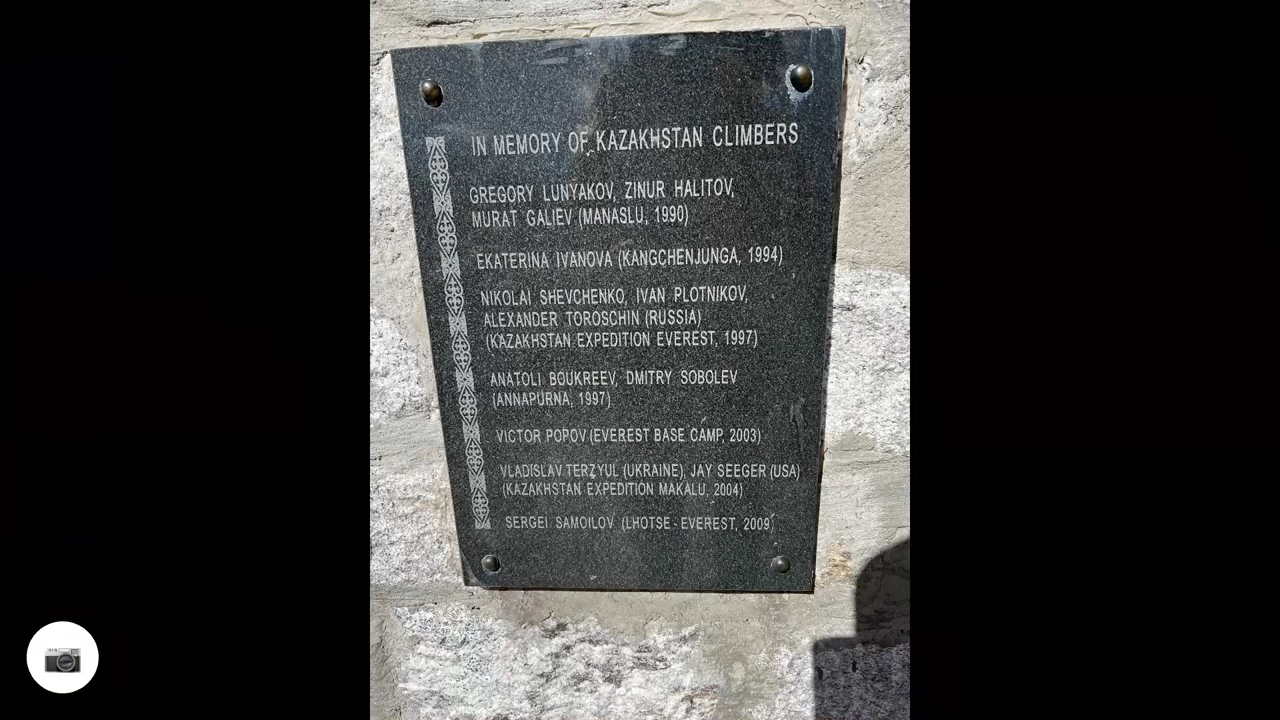 IN MEMORY OF KAZAKHSTAN CLIMBERS
GREGORY LUNYAKOV, ZINUR HALITOV,
MURAT GALIEV (MANASLU, 1990)
EKATERINA IVANOVA (KANGCHENJUNGA, 1994)
NIKOLAI SHEVCHENKO, IVAN PLOTNIKOV,
ALEXANDER TOROSCHIN (RUSSIA)
(KAZAKHSTAN EXPEDITION EVEREST, 1997)
ANATOLI BOUKREEV, DMITRY SOBOLEV
(ANNAPURNA, 1997)
VICTOR POPOV (EVEREST BASE CAMP, 2003)
VLADISLAV TERZYUL (UKRAINE), JAY SEEGER (USA)
(KAZAKHSTAN EXPEDITION MAKALU, 2004)
SERGEI SAMOILOV (LHOTSE - EVEREST, 2009)